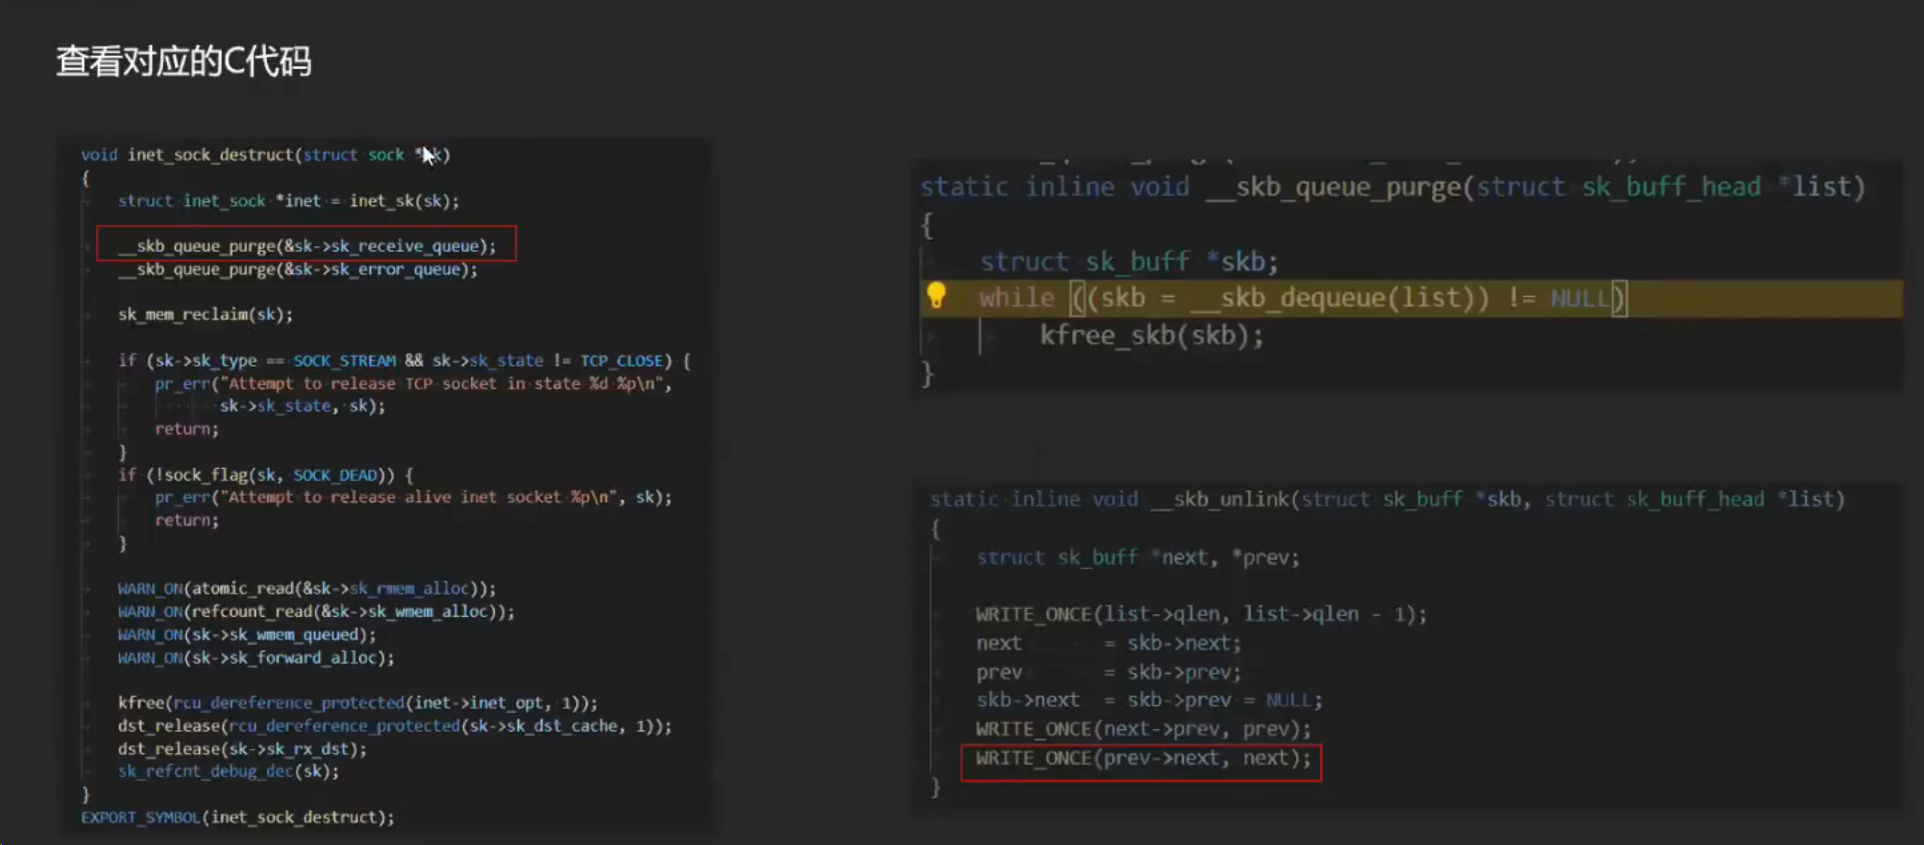 查看对应的C代码
void inet_sock_destruct(struct sock *sk)
{
struct inet_sock *inet = inet_sk(sk);
__skb_queue_purge(&sk->sk_receive_queue);
__skb_queue_purge(&sk->sk_error_queue);
sk_mem_reclaim(sk);
if (sk->sk_type == SOCK_STREAM && sk->sk_state != TCP_CLOSE) {
pr_err("Attempt to release TCP socket in state %d %p\n",
sk->sk_state, sk);
return;
}
if (!sock_flag(sk, SOCK_DEAD)) {
pr_err("Attempt to release alive inet socket %p\n", sk);
return;
}
WARN_ON(atomic_read(&sk->sk_rmem_alloc));
WARN_ON(refcount_read(&sk->sk_wmem_alloc));
WARN_ON(sk->sk_wmem_queued);
WARN_ON(sk->sk_forward_alloc);
kfree(rcu_dereference_protected(inet->inet_opt, 1));
dst_release(rcu_dereference_protected(sk->sk_dst_cache, 1));
dst_release(sk->sk_rx_dst);
sk_refcnt_debug_dec(sk);
}
EXPORT_SYMBOL(inet_sock_destruct);
static inline void __skb_queue_purge(struct sk_buff_head *list)
{
struct sk_buff *skb;
while ((skb = __skb_dequeue(list)) != NULL)
kfree_skb(skb);
}
static inline void __skb_unlink(struct sk_buff *skb, struct sk_buff_head *list)
{
struct sk_buff *next, *prev;
WRITE_ONCE(list->qlen, list->qlen - 1);
next = skb->next;
prev = skb->prev;
skb->next = skb->prev = NULL;
WRITE_ONCE(next->prev, prev);
WRITE_ONCE(prev->next, next);
}